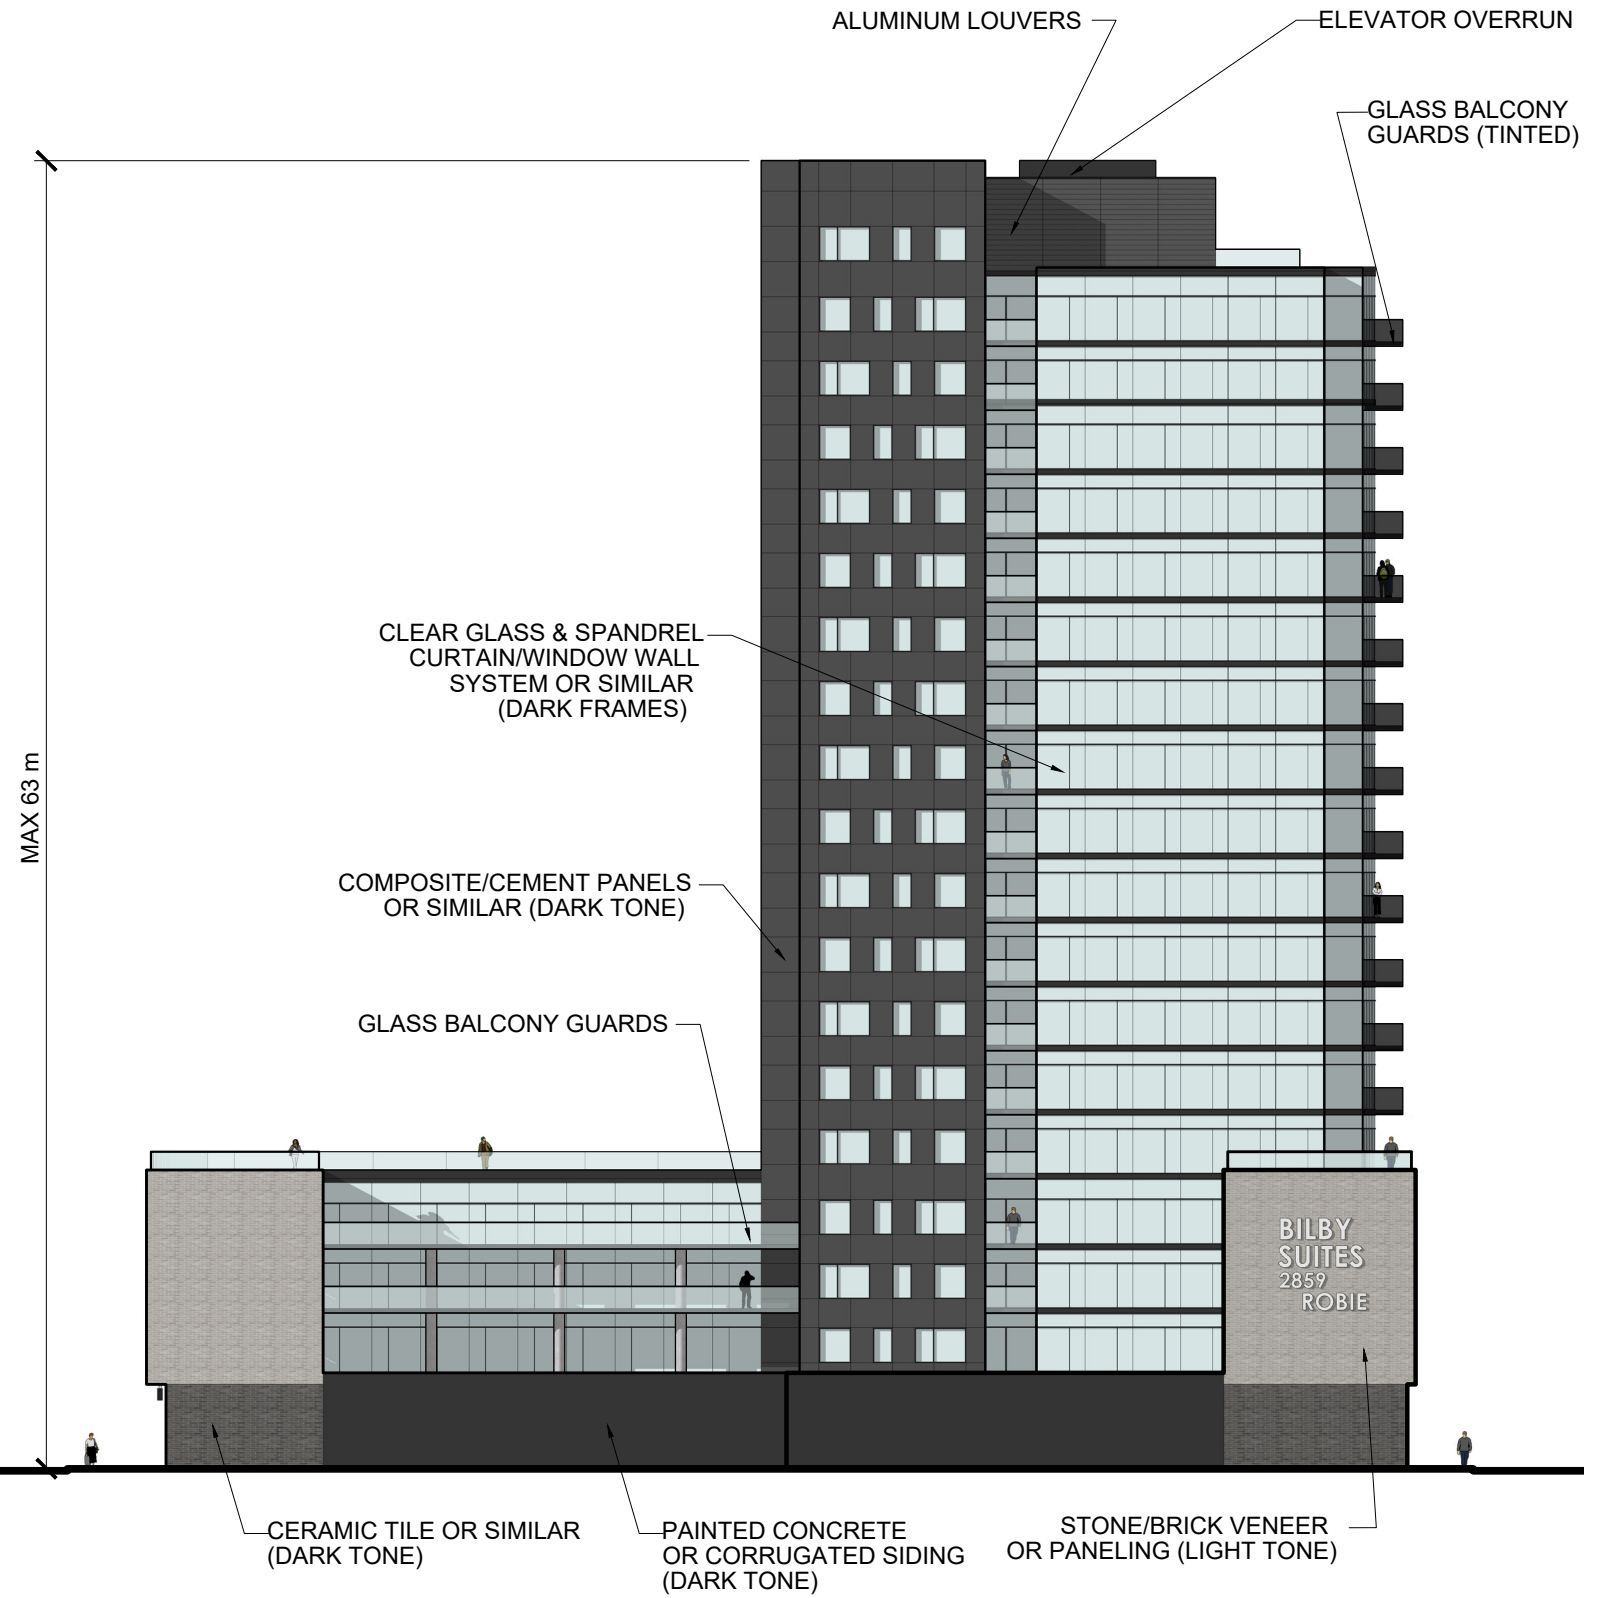 ALUMINUM LOUVERS
ELEVATOR OVERRUN
GLASS BALCONY
GUARDS (TINTED)
CLEAR GLASS & SPANDREL
CURTAIN/WINDOW WALL
SYSTEM OR SIMILAR
(DARK FRAMES)
MAX 63 m
COMPOSITE/CEMENT PANELS
OR SIMILAR (DARK TONE)
GLASS BALCONY GUARDS
BILBY
SUITES
2859
ROBIE
CERAMIC TILE OR SIMILAR
(DARK TONE)
PAINTED CONCRETE
OR CORRUGATED SIDING
(DARK TONE)
STONE/BRICK VENEER
OR PANELING (LIGHT TONE)